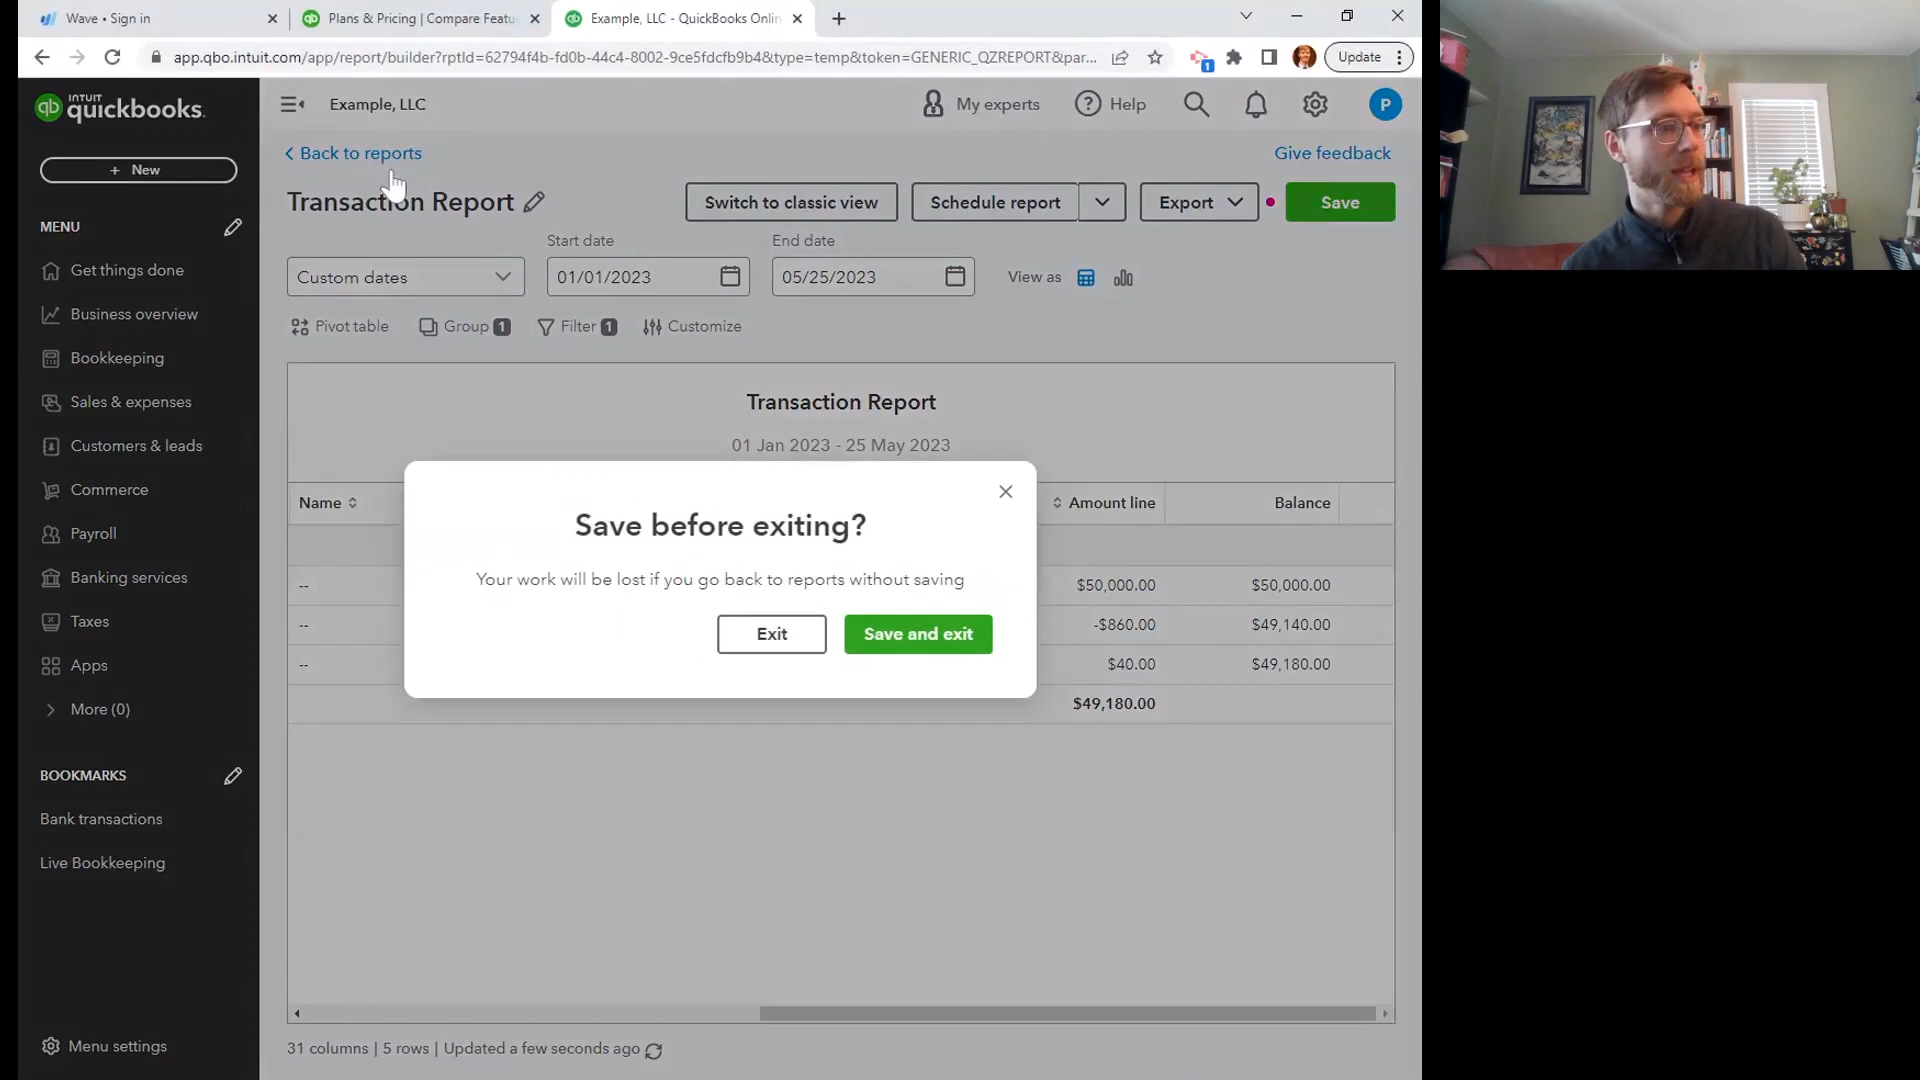 Wave • Sign in
Plans & Pricing | Compare Featu
Example, LLC - QuickBooks Onlin
app.qbo.intuit.com/app/report/builder?rptId=62794f4b-fd0b-44c4-8002-9ce5fdcfb9b4&type=temp&token=GENERIC_QZREPORT&par...
1
Update
INTUIT
qb quickbooks.
Example, LLC
My experts
Help
P
+ New
MENU
Get things done
Business overview
Bookkeeping
Sales & expenses
Customers & leads
Commerce
Payroll
Banking services
Taxes
Apps
More (0)
BOOKMARKS
Bank transactions
Live Bookkeeping
Menu settings
Back to reports
Give feedback
Transaction Report
Switch to classic view
Schedule report
Export
Save
Start date
End date
Custom dates
01/01/2023
05/25/2023
View as
Pivot table
Group 1
Filter 1
Customize
Transaction Report
01 Jan 2023 - 25 May 2023
Name
Amount line
Balance
-- $50,000.00 $50,000.00
-- -$860.00 $49,140.00
-- $40.00 $49,180.00
$49,180.00
Save before exiting?
Your work will be lost if you go back to reports without saving
Exit
Save and exit
31 columns | 5 rows | Updated a few seconds ago